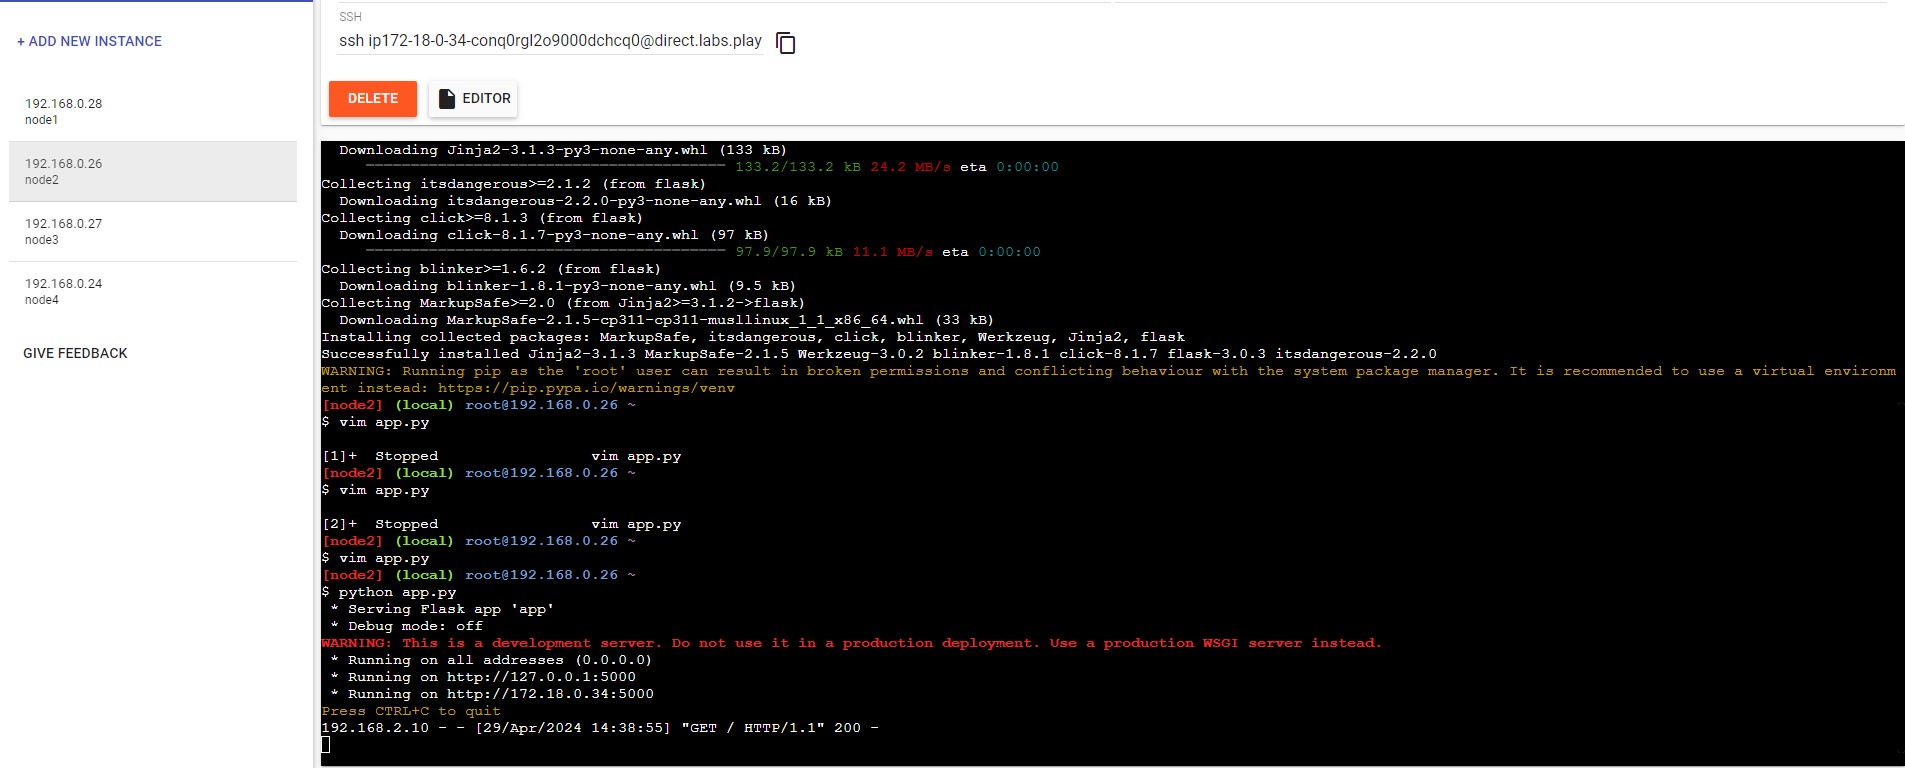 + ADD NEW INSTANCE
192.168.0.28
node1
192.168.0.26
node2
192.168.0.27
node3
192.168.0.24
node4
GIVE FEEDBACK
SSH
ssh ip172-18-0-34-conq0rgl2o9000dchcq0@direct.labs.play
DELETE
EDITOR
Downloading Jinja2-3.1.3-py3-none-any.whl (133 kB)
133.2/133.2 kB 24.2 MB/s eta 0:00:00
Collecting itsdangerous>=2.1.2 (from flask)
Downloading itsdangerous-2.2.0-py3-none-any.whl (16 kB)
Collecting click>=8.1.3 (from flask)
Downloading click-8.1.7-py3-none-any.whl (97 kB)
97.9/97.9 kB 11.1 MB/s eta 0:00:00
Collecting blinker>=1.6.2 (from flask)
Downloading blinker-1.8.1-py3-none-any.whl (9.5 kB)
Collecting MarkupSafe>=2.0 (from Jinja2>=3.1.2->flask)
Downloading MarkupSafe-2.1.5-cp311-cp311-musllinux_1_1_x86_64.whl (33 kB)
Installing collected packages: MarkupSafe, itsdangerous, click, blinker, Werkzeug, Jinja2, flask
Successfully installed Jinja2-3.1.3 MarkupSafe-2.1.5 Werkzeug-3.0.2 blinker-1.8.1 click-8.1.7 flask-3.0.3 itsdangerous-2.2.0
WARNING: Running pip as the 'root' user can result in broken permissions and conflicting behaviour with the system package manager. It is recommended to use a virtual environm
ent instead: https://pip.pypa.io/warnings/venv
[node2] (local) root@192.168.0.26 ~
$ vim app.py
[1]+  Stopped                 vim app.py
[node2] (local) root@192.168.0.26 ~
$ vim app.py
[2]+  Stopped                 vim app.py
[node2] (local) root@192.168.0.26 ~
$ vim app.py
[node2] (local) root@192.168.0.26 ~
$ python app.py
* Serving Flask app 'app'
* Debug mode: off
WARNING: This is a development server. Do not use it in a production deployment. Use a production WSGI server instead.
* Running on all addresses (0.0.0.0)
* Running on http://127.0.0.1:5000
* Running on http://172.18.0.34:5000
Press CTRL+C to quit
192.168.2.10 - - [29/Apr/2024 14:38:55] "GET / HTTP/1.1" 200 -